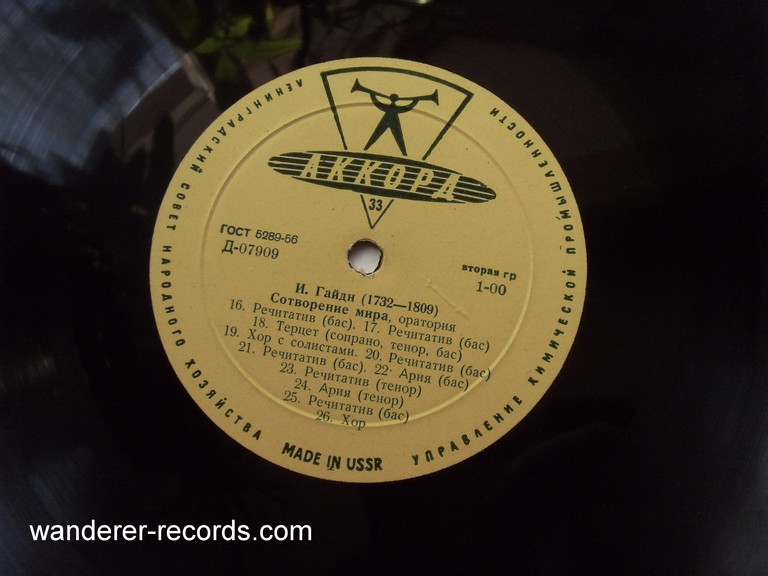 АККОРД
33
ГОСТ 5289-56
Д-07909
вторая гр
1-00
И. Гайдн (1732—1809)
Сотворение мира, оратория
16. Речитатив (бас). 17. Речитатив (бас)
18. Терцет (сопрано, тенор, бас)
19. Хор с солистами. 20. Речитатив (бас)
21. Речитатив (бас). 22. Ария (бас)
23. Речитатив (тенор)
24. Ария (тенор)
25. Речитатив (бас)
26. Хор
ЛЕНИНГРАДСКИЙ СОВЕТ НАРОДНОГО ХОЗЯЙСТВА
MADE IN USSR
УПРАВЛЕНИЕ ХИМИЧЕСКОЙ ПРОМЫШЛЕННОСТИ
wanderer-records.com